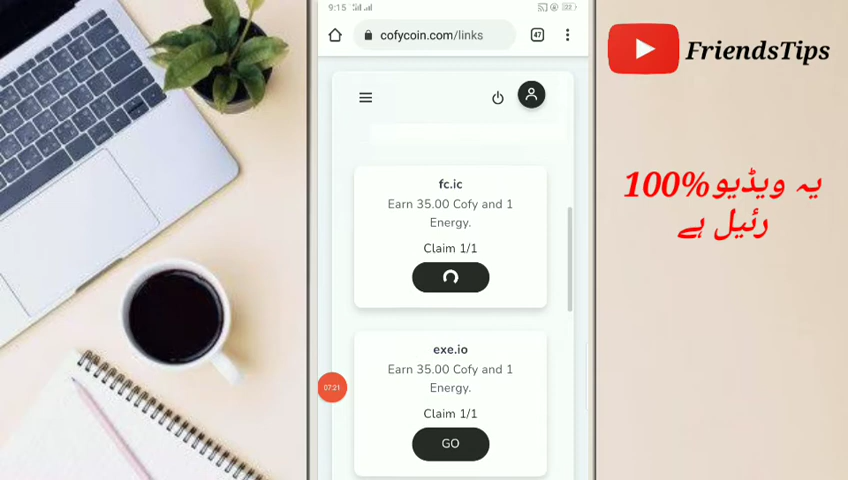 9:15
cofycoin.com/links
47
FriendsTips
fc.ic
Earn 35.00 Cofy and 1
Energy.
Claim 1/1
exe.io
Earn 35.00 Cofy and 1
Energy.
Claim 1/1
GO
07:21
یہ ویڈیو %100
رئیل ہے